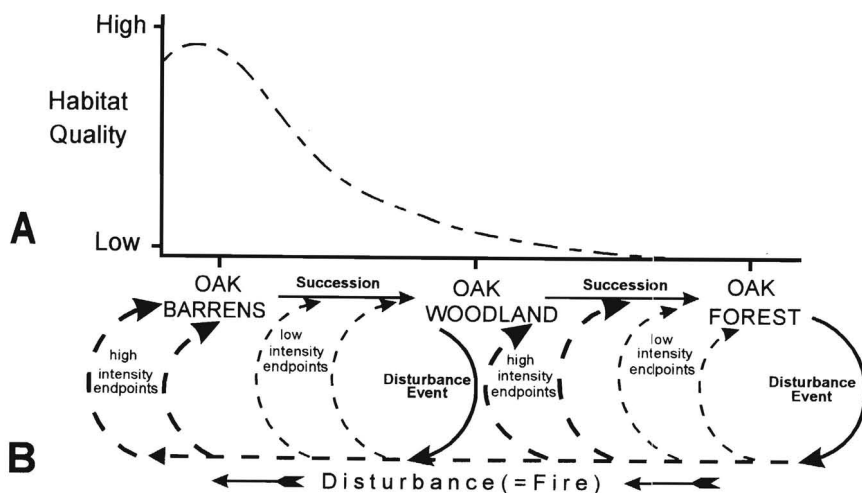 High
Habitat
Quality
A
Low
OAK
BARRENS
Succession
OAK
WOODLAND
Succession
OAK
FOREST
high
intensity
endpoints
low
intensity
endpoints
Disturbance
Event
high
intensity
endpoints
low
intensity
endpoints
Disturbance
Event
B
Disturbance (=Fire)